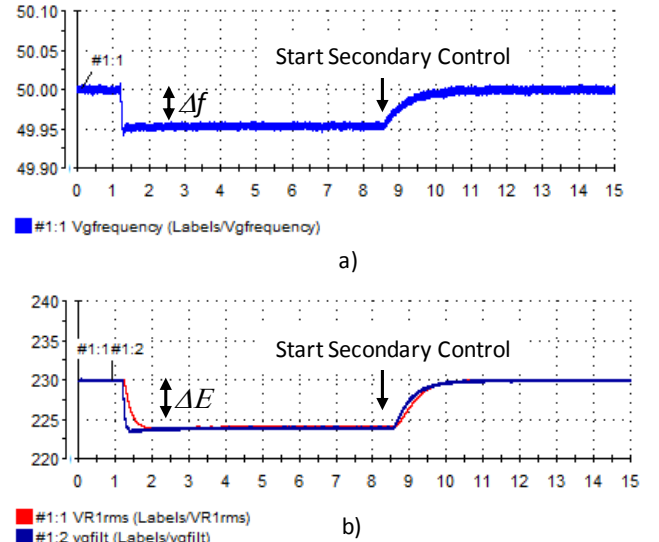 50.10
#1:1
Start Secondary Control
50.05
50.00
Δf
49.95
49.90
0 1 2 3 4 5 6 7 8 9 10 11 12 13 14 15
#1:1 Vgfrequency (Labels/Vgfrequency)
a)
240
#1:1 #1:2
Start Secondary Control
235
230
ΔE
225
220
0 1 2 3 4 5 6 7 8 9 10 11 12 13 14 15
#1:1 VR1rms (Labels/VR1rms)
b)
#1:2 vgfilt (Labels/vgfilt)